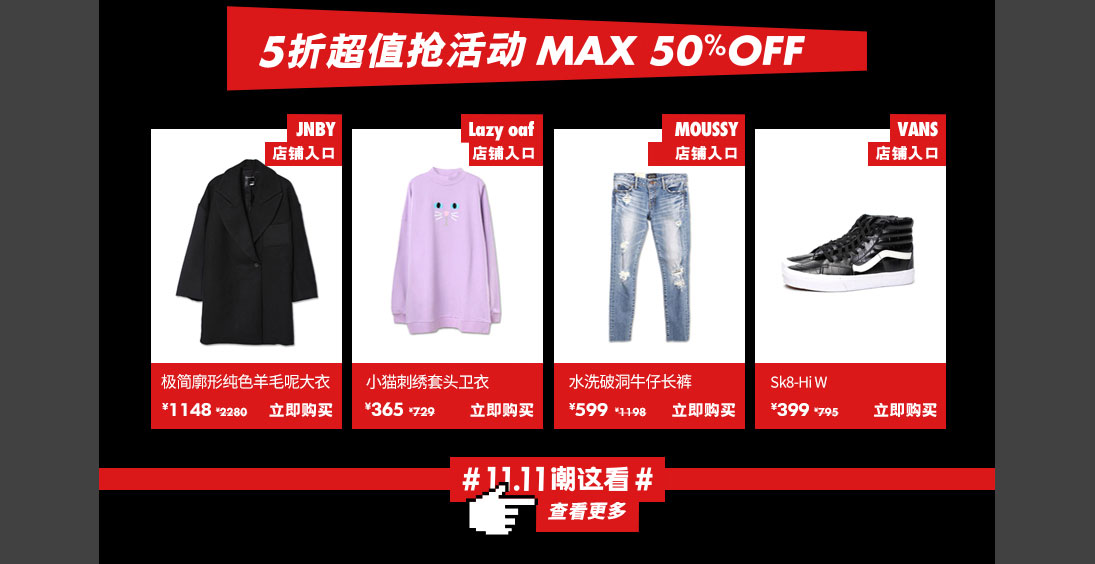 5折超值抢活动 MAX 50%OFF
JNBY
店铺入口
极简廓形纯色羊毛呢大衣
¥1148 ¥2280 立即购买
Lazy oaf
店铺入口
小猫刺绣套头卫衣
¥365 ¥729 立即购买
MOUSSY
店铺入口
水洗破洞牛仔长裤
¥599 ¥1198 立即购买
VANS
店铺入口
Sk8-Hi W
¥399 ¥795 立即购买
#11.11潮这看#
查看更多